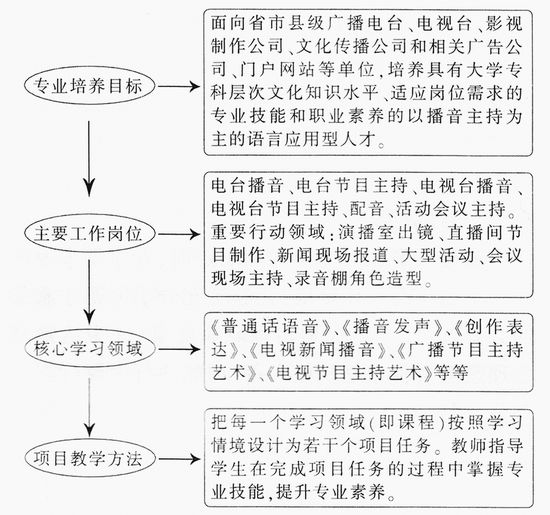 专业培养目标
面向省市县级广播电台、电视台、影视
制作公司、文化传播公司和相关广告公
司、门户网站等单位,培养具有大学专
科层次文化知识水平、适应岗位需求的
专业技能和职业素养的以播音主持为
主的语言应用型人才。
主要工作岗位
电台播音、电台节目主持、电视台播音、
电视台节目主持、配音、活动会议主持。
重要行动领域:演播室出镜、直播间节
目制作、新闻现场报道、大型活动、会议
现场主持、录音棚角色造型。
核心学习领域
《普通话语音》、《播音发声》、《创作表
达》、《电视新闻播音》、《广播节目主持
艺术》、《电视节目主持艺术》等等
项目教学方法
把每一个学习领域(即课程)按照学习
情境设计为若干个项目任务。教师指导
学生在完成项目任务的过程中掌握专
业技能,提升专业素养。